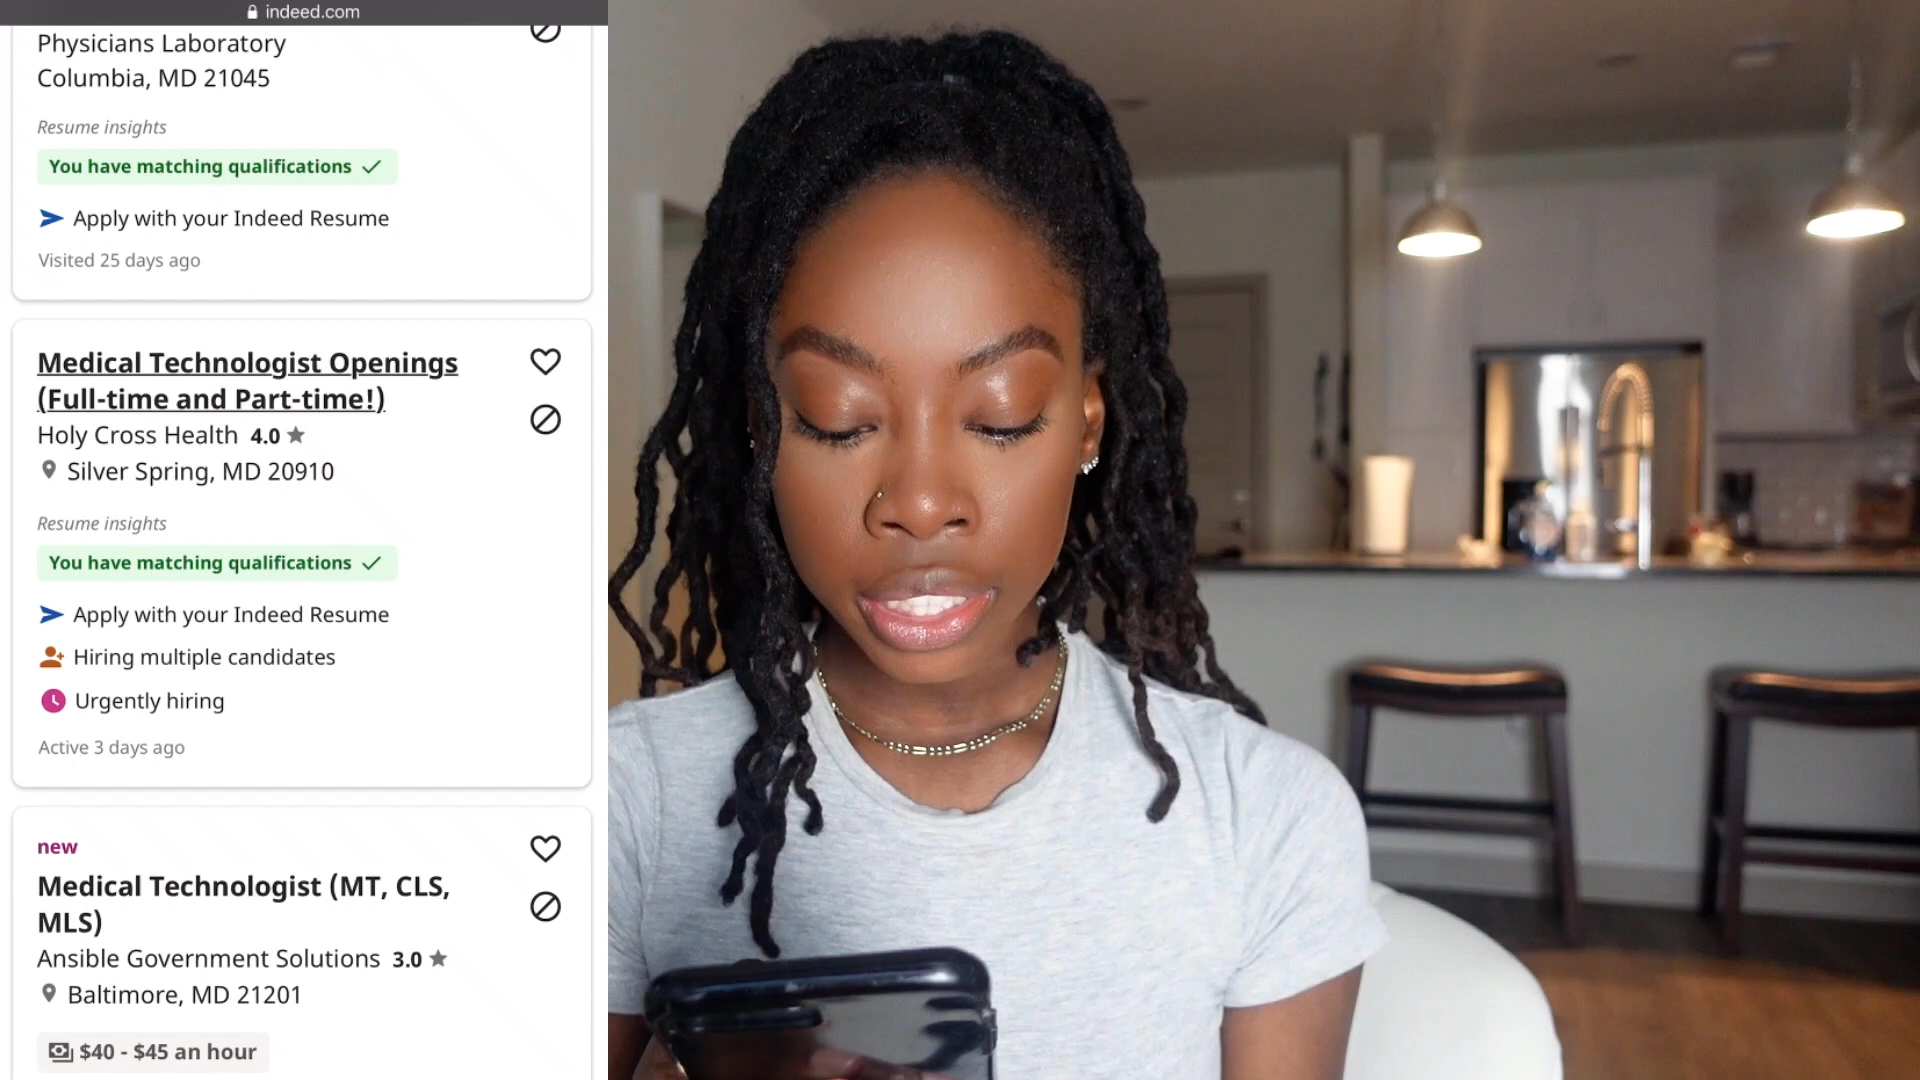 indeed.com
Physicians Laboratory
Columbia, MD 21045
Resume insights
You have matching qualifications
Apply with your Indeed Resume
Visited 25 days ago
Medical Technologist Openings
(Full-time and Part-time!)
Holy Cross Health 4.0
Silver Spring, MD 20910
Resume insights
You have matching qualifications
Apply with your Indeed Resume
Hiring multiple candidates
Urgently hiring
Active 3 days ago
new
Medical Technologist (MT, CLS,
MLS)
Ansible Government Solutions 3.0
Baltimore, MD 21201
$40 - $45 an hour